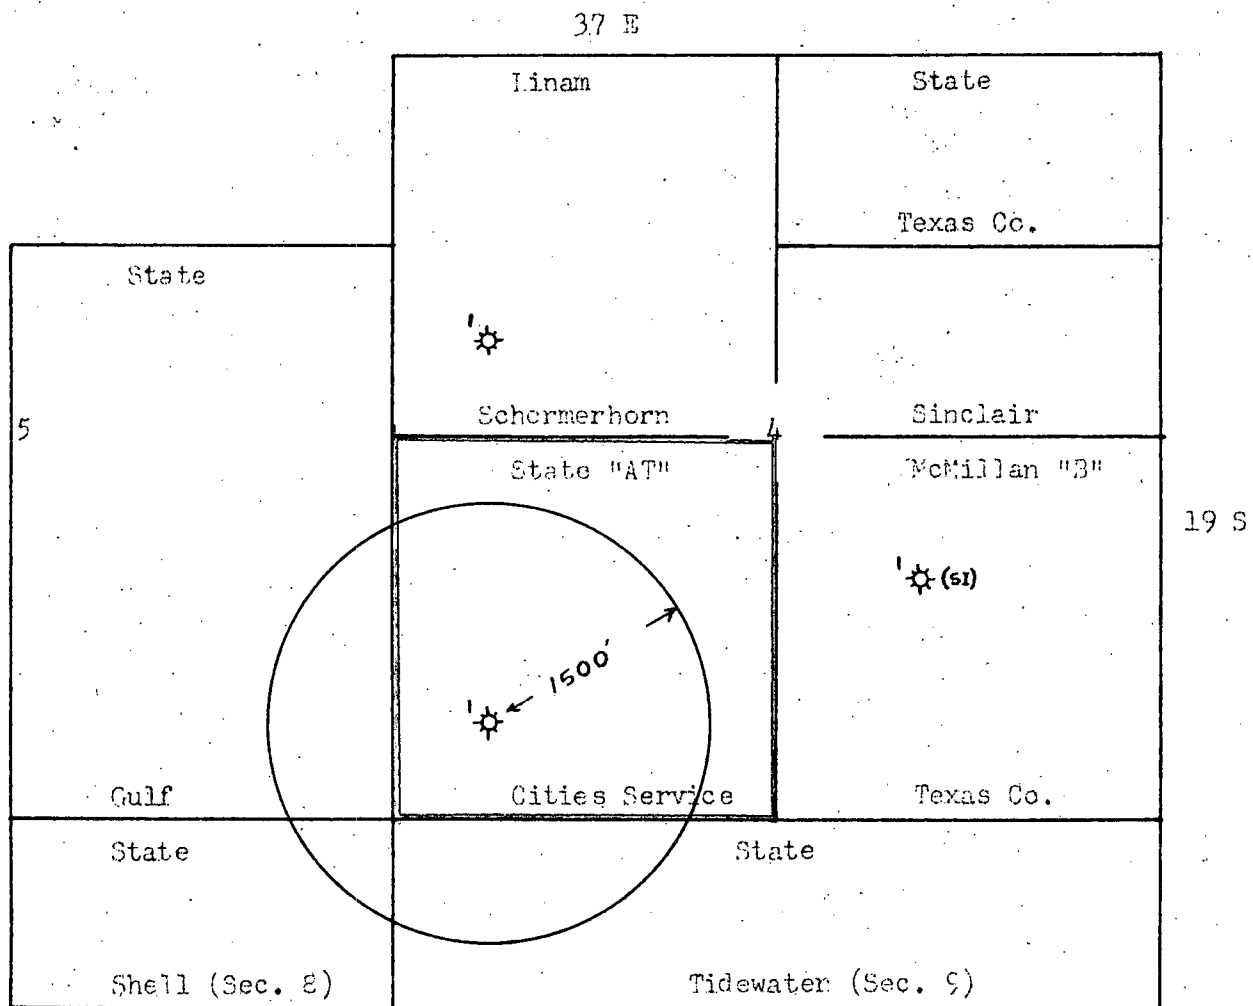 37 E
Linam
State
Texas Co.
State
1
Schermerhorn
Sinclair
5
4
State "AT"
McMillan "B"
19 S
1 (SI)
1500'
1
Gulf
Cities Service
Texas Co.
State
State
Shell (Sec. 8)
Tidewater (Sec. 9)